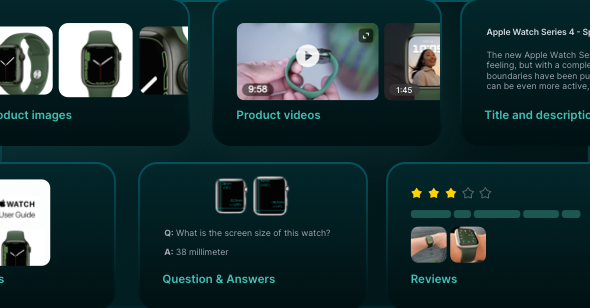 Apple Watch Series 4 - Sp
The new Apple Watch Se
feeling, but with a comple
boundaries have been pu
can be even more active,
9:58
1:45
oduct images
Product videos
Title and descriptio
WATCH
User Guide
Q: What is the screen size of this watch?
A: 38 millimeter
s
Question & Answers
Reviews